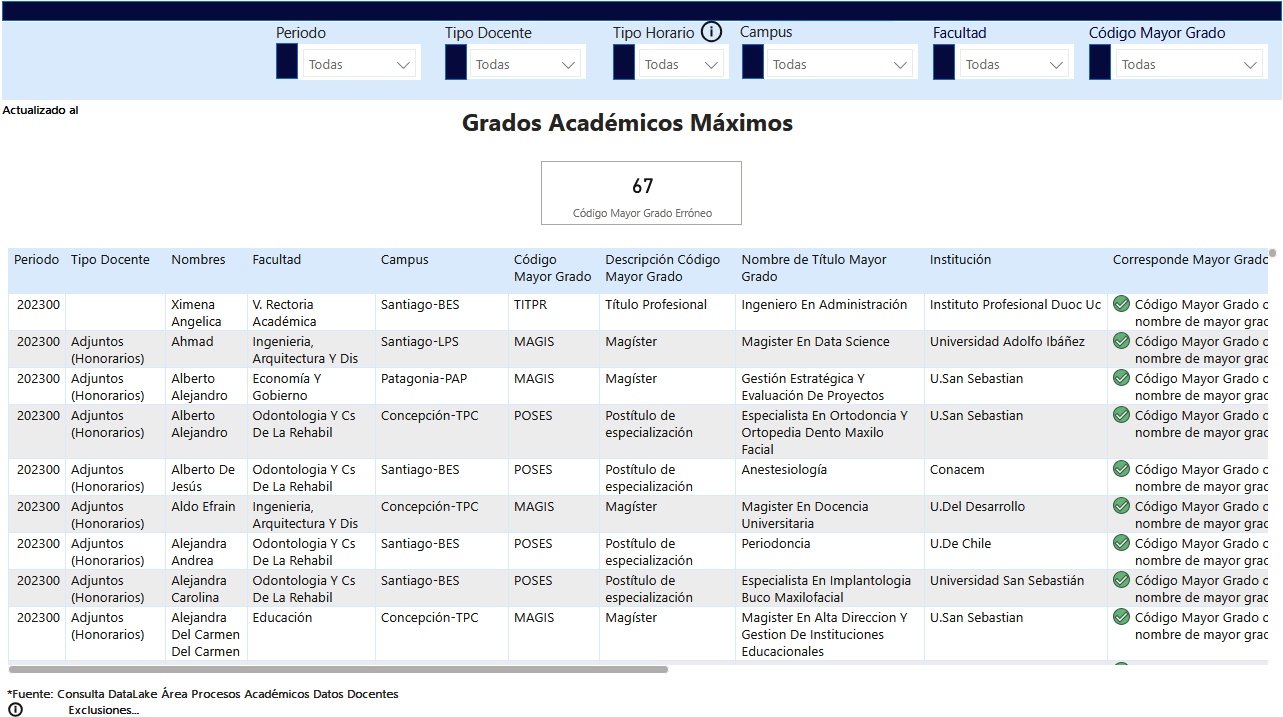 Periodo Tipo Docente Tipo Horario Campus Facultad Código Mayor Grado
Todas Todas Todas Todas Todas Todas
Actualizado al
Grados Académicos Máximos
67
Código Mayor Grado Erróneo
Periodo Tipo Docente Nombres Facultad Campus Código Descripción Código Nombre de Título Mayor Institución Corresponde Mayor Grado
Mayor Grado Mayor Grado Grado
202300 Ximena V. Rectoria Santiago-BES TITPR Título Profesional Ingeniero En Administración Instituto Profesional Duoc Uc Código Mayor Grado
Angelica Académica nombre de mayor
202300 Adjuntos Ahmad Ingenieria, Santiago-LPS MAGIS Magíster Magister En Data Science Universidad Adolfo Ibáñez Código Mayor Grado
(Honorarios) Arquitectura Y Dis nombre de mayor
202300 Adjuntos Alberto Economía Y Patagonia-PAP MAGIS Magíster Gestión Estratégica Y U.San Sebastian Código Mayor Grado
(Honorarios) Alejandro Gobierno Evaluación De Proyectos nombre de mayor
202300 Adjuntos Alberto Odontologia Y Cs Concepción-TPC POSES Postítulo de Especialista En Ortodoncia Y U.San Sebastian Código Mayor Grado
(Honorarios) Alejandro De La Rehabil especialización Ortopedia Dento Maxilo nombre de mayor
Facial
202300 Adjuntos Alberto De Odontologia Y Cs Santiago-BES POSES Postítulo de Anestesiología Conacem Código Mayor Grado
(Honorarios) Jesús De La Rehabil especialización nombre de mayor
202300 Adjuntos Aldo Efrain Ingenieria, Concepción-TPC MAGIS Magíster Magister En Docencia U.Del Desarrollo Código Mayor Grado
(Honorarios) Arquitectura Y Dis Universitaria nombre de mayor
202300 Adjuntos Alejandra Odontologia Y Cs Santiago-BES POSES Postítulo de Periodoncia U.De Chile Código Mayor Grado
(Honorarios) Andrea De La Rehabil especialización nombre de mayor
202300 Adjuntos Alejandra Odontologia Y Cs Santiago-BES POSES Postítulo de Especialista En Implantologia Universidad San Sebastián Código Mayor Grado
(Honorarios) Carolina De La Rehabil especialización Buco Maxilofacial nombre de mayor
202300 Adjuntos Alejandra Educación Concepción-TPC MAGIS Magíster Magister En Alta Direccion Y U.San Sebastian Código Mayor Grado
(Honorarios) Del Carmen Gestion De Instituciones nombre de mayor
Del Carmen Educacionales
*Fuente: Consulta DataLake Área Procesos Académicos Datos Docentes
Exclusiones...